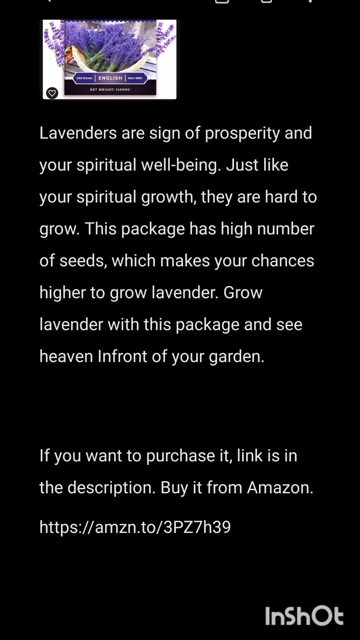 ENGLISH
Lavenders are sign of prosperity and
your spiritual well-being. Just like
your spiritual growth, they are hard to
grow. This package has high number
of seeds, which makes your chances
higher to grow lavender. Grow
lavender with this package and see
heaven Infront of your garden.
If you want to purchase it, link is in
the description. Buy it from Amazon.
https://amzn.to/3PZ7h39
InShOt